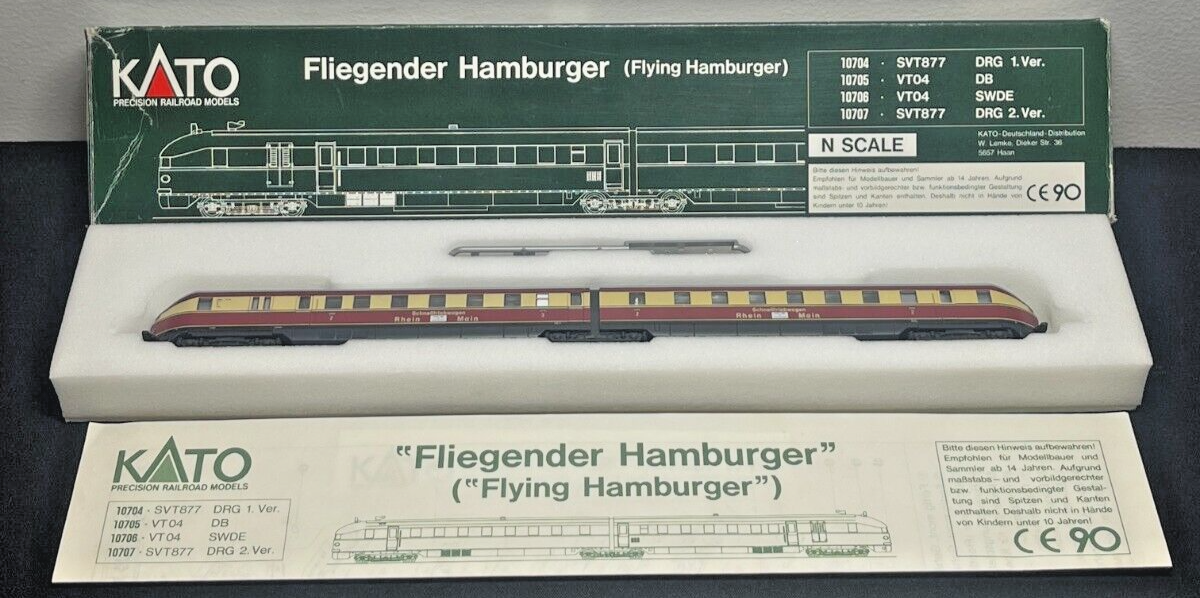 KATO
PRECISION RAILROAD MODELS
Fliegender Hamburger (Flying Hamburger)
10704 · SVT877 DRG 1.Ver.
10705 · VT04 DB
10706 · VT04 SWDE
10707 · SVT877 DRG 2.Ver.
N SCALE
KATO-Deutschland-Distribution
W. Lemke, Dieker Str. 36
5657 Haan
Bitte diesen Hinweis aufbewahren!
Empfohlen für Modellbauer und Sammler ab 14 Jahren. Aufgrund
maßstabs- und vorbildgerechter bzw. funktionsbedingter Gestaltung
sind Spitzen und Kanten enthalten. Deshalb nicht in Hände von
Kindern unter 10 Jahren!
CE 90
Schnelltriebwagen
Rhein Main
2
2
Schnelltriebwagen
Rhein Main
2
2
KATO
PRECISION RAILROAD MODELS
10704 · SVT877 DRG 1. Ver.
10705 · VT04 DB
10706 · VT04 SWDE
10707 · SVT877 DRG 2. Ver.
“Fliegender Hamburger”
(“Flying Hamburger”)
Bitte diesen Hinweis aufbewahren!
Empfohlen für Modellbauer und
Sammler ab 14 Jahren. Aufgrund
maßstabs- und vorbildgerechter
bzw. funktionsbedingter Gestal-
tung sind Spitzen und Kanten
enthalten. Deshalb nicht in Hände
von Kindern unter 10 Jahren!
CE 90